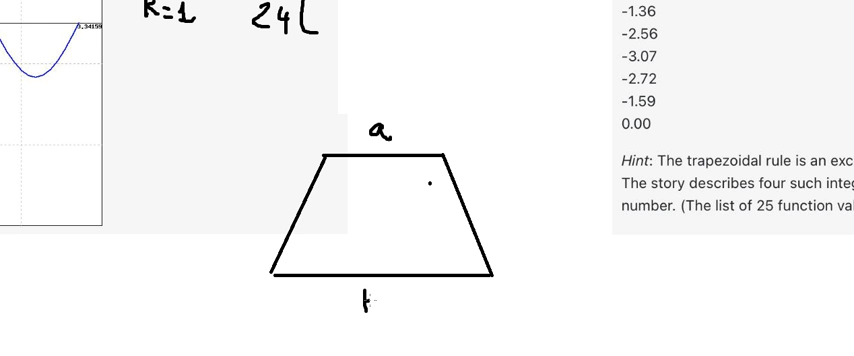 K=1 24
3.34159
a
-1.36
-2.56
-3.07
-2.72
-1.59
0.00
Hint: The trapezoidal rule is an exc
The story describes four such integ
number. (The list of 25 function va